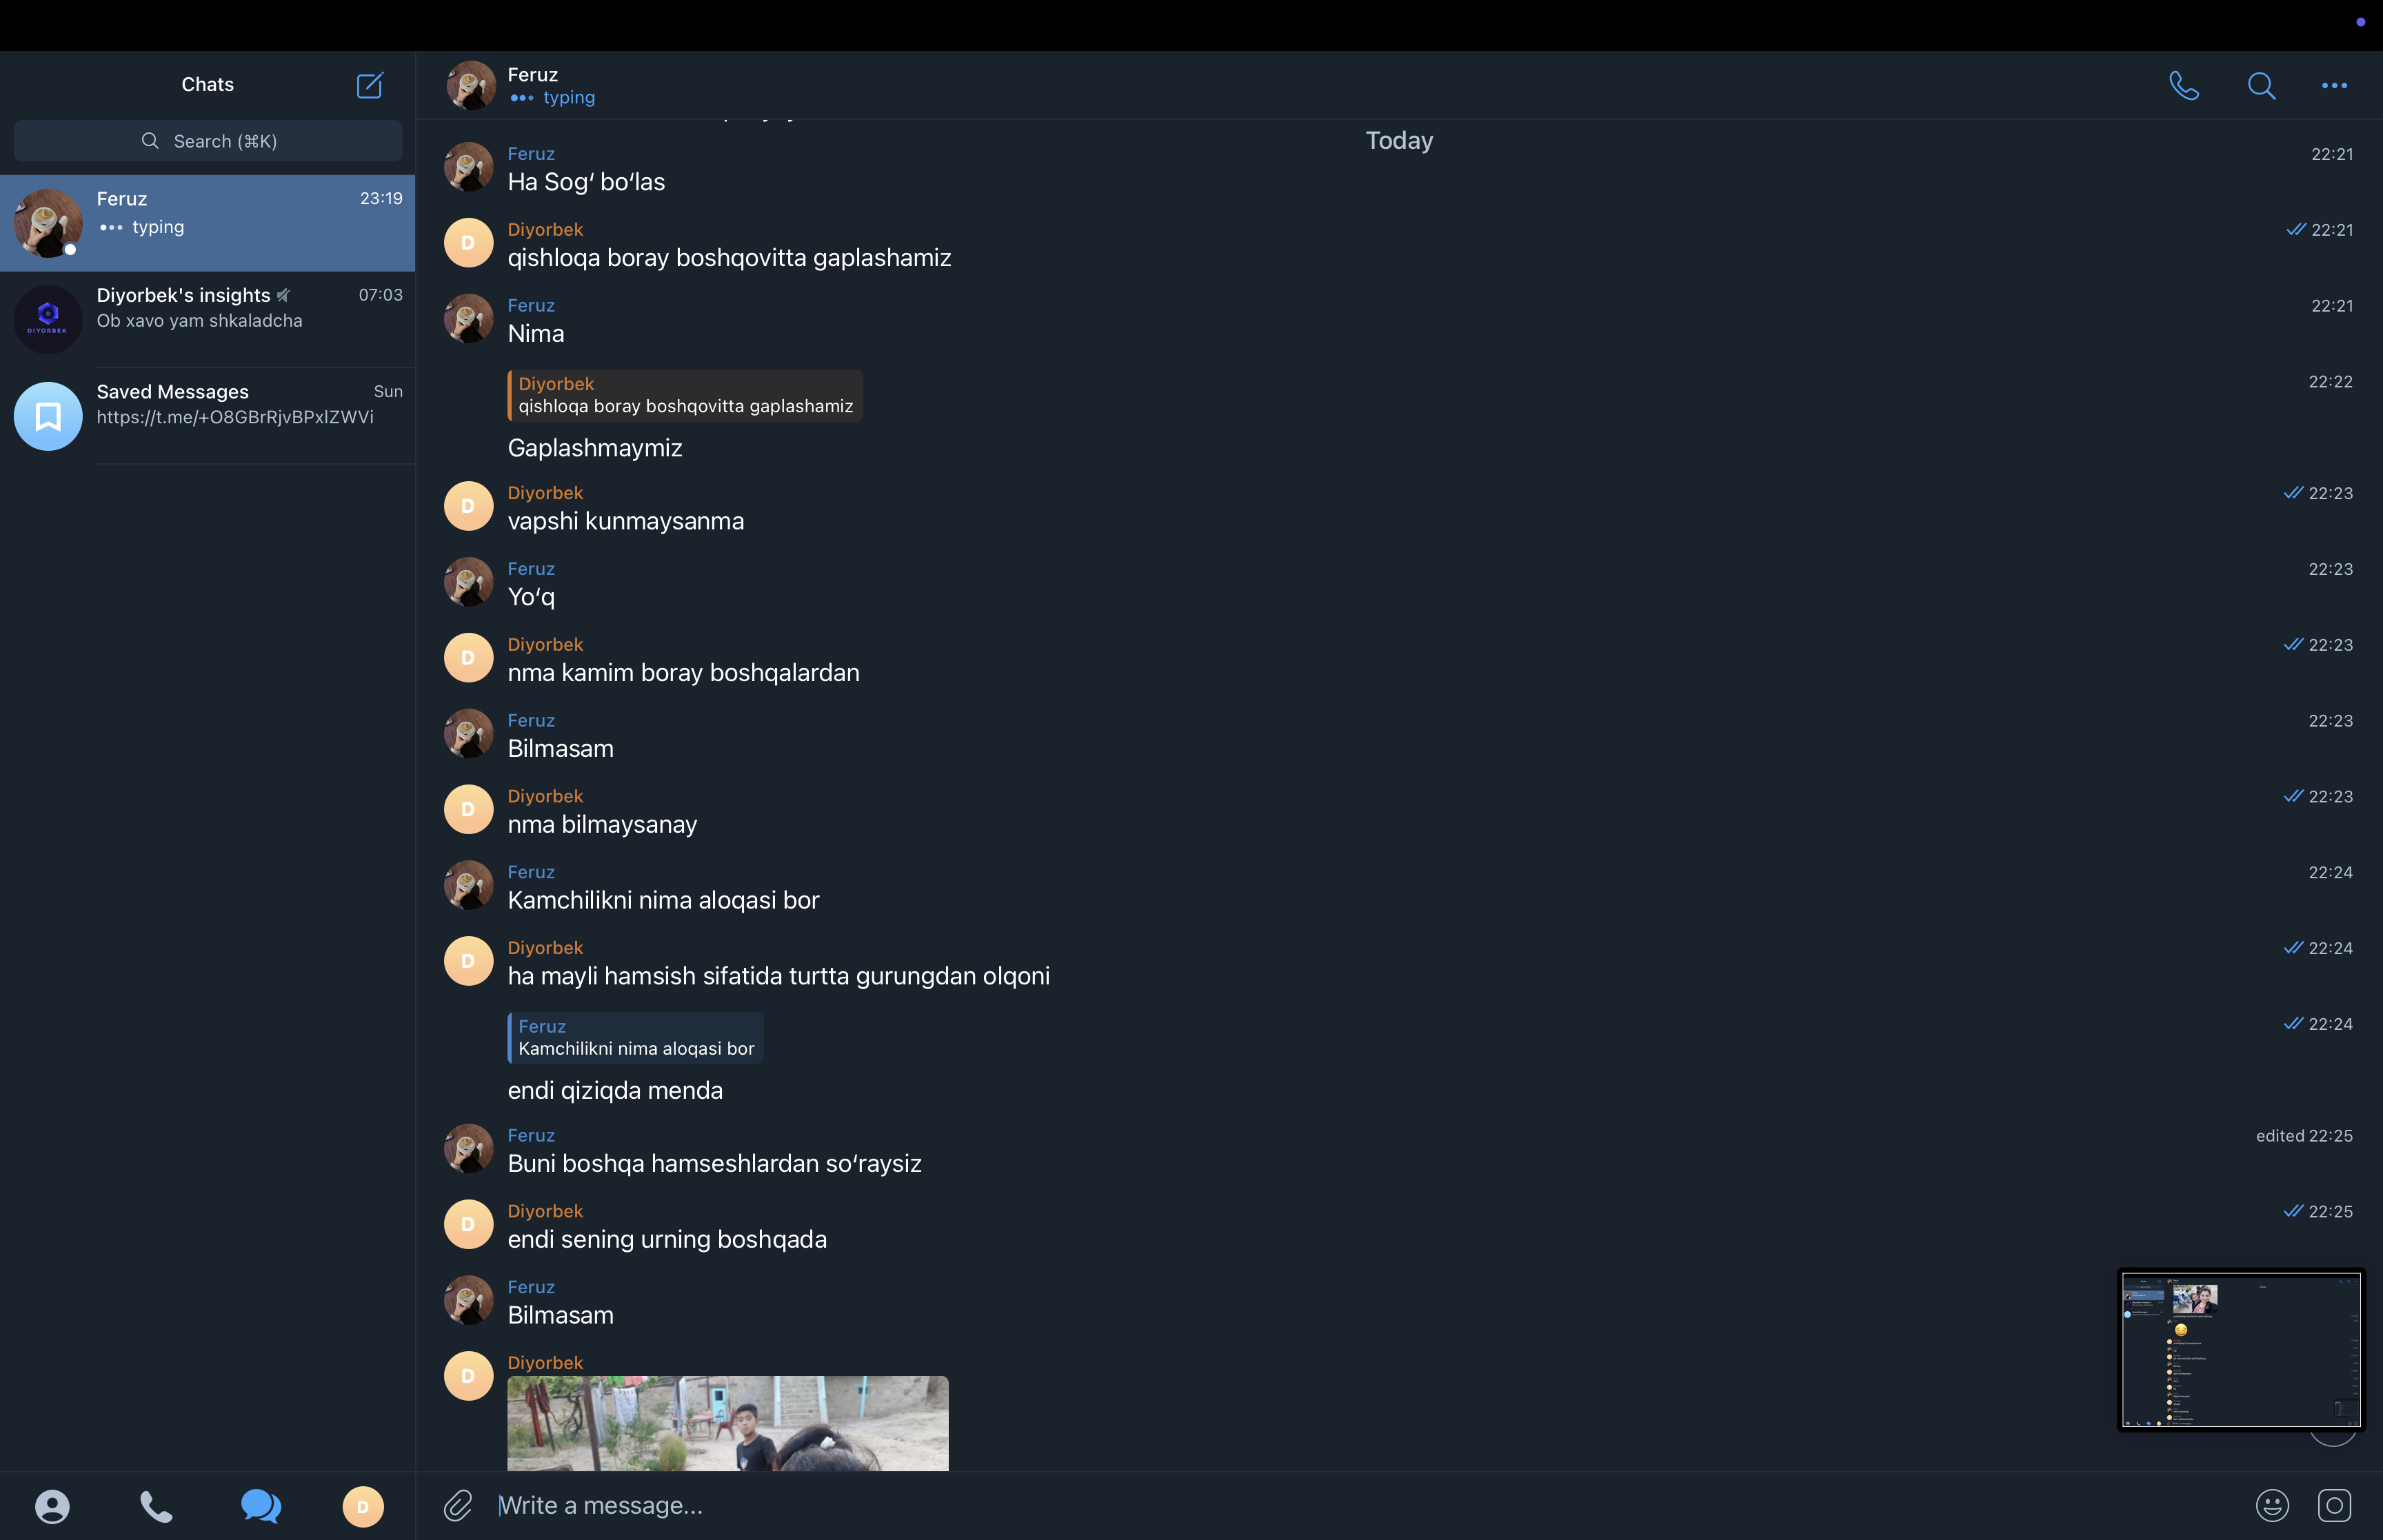 Chats
Search (⌘K)
Feruz 23:19
typing
Diyorbek's insights 07:03
Ob xavo yam shkaladcha
DIYORBEK
Saved Messages Sun
https://t.me/+O8GBrRjvBPxlZWVi
D
Feruz
typing
Today
Feruz 22:21
Ha Sog‘ bo‘las
D
Diyorbek 22:21
qishloqa boray boshqovitta gaplashamiz
Feruz 22:21
Nima
Diyorbek 22:22
qishloqa boray boshqovitta gaplashamiz
Gaplashmaymiz
D
Diyorbek 22:23
vapshi kunmaysanma
Feruz 22:23
Yo‘q
D
Diyorbek 22:23
nma kamim boray boshqalardan
Feruz 22:23
Bilmasam
D
Diyorbek 22:23
nma bilmaysanay
Feruz 22:24
Kamchilikni nima aloqasi bor
D
Diyorbek 22:24
ha mayli hamsish sifatida turtta gurungdan olqoni
Feruz 22:24
Kamchilikni nima aloqasi bor
endi qiziqda menda
Feruz edited 22:25
Buni boshqa hamseshlardan so‘raysiz
D
Diyorbek 22:25
endi sening urning boshqada
Feruz
Bilmasam
D
Diyorbek
Write a message...